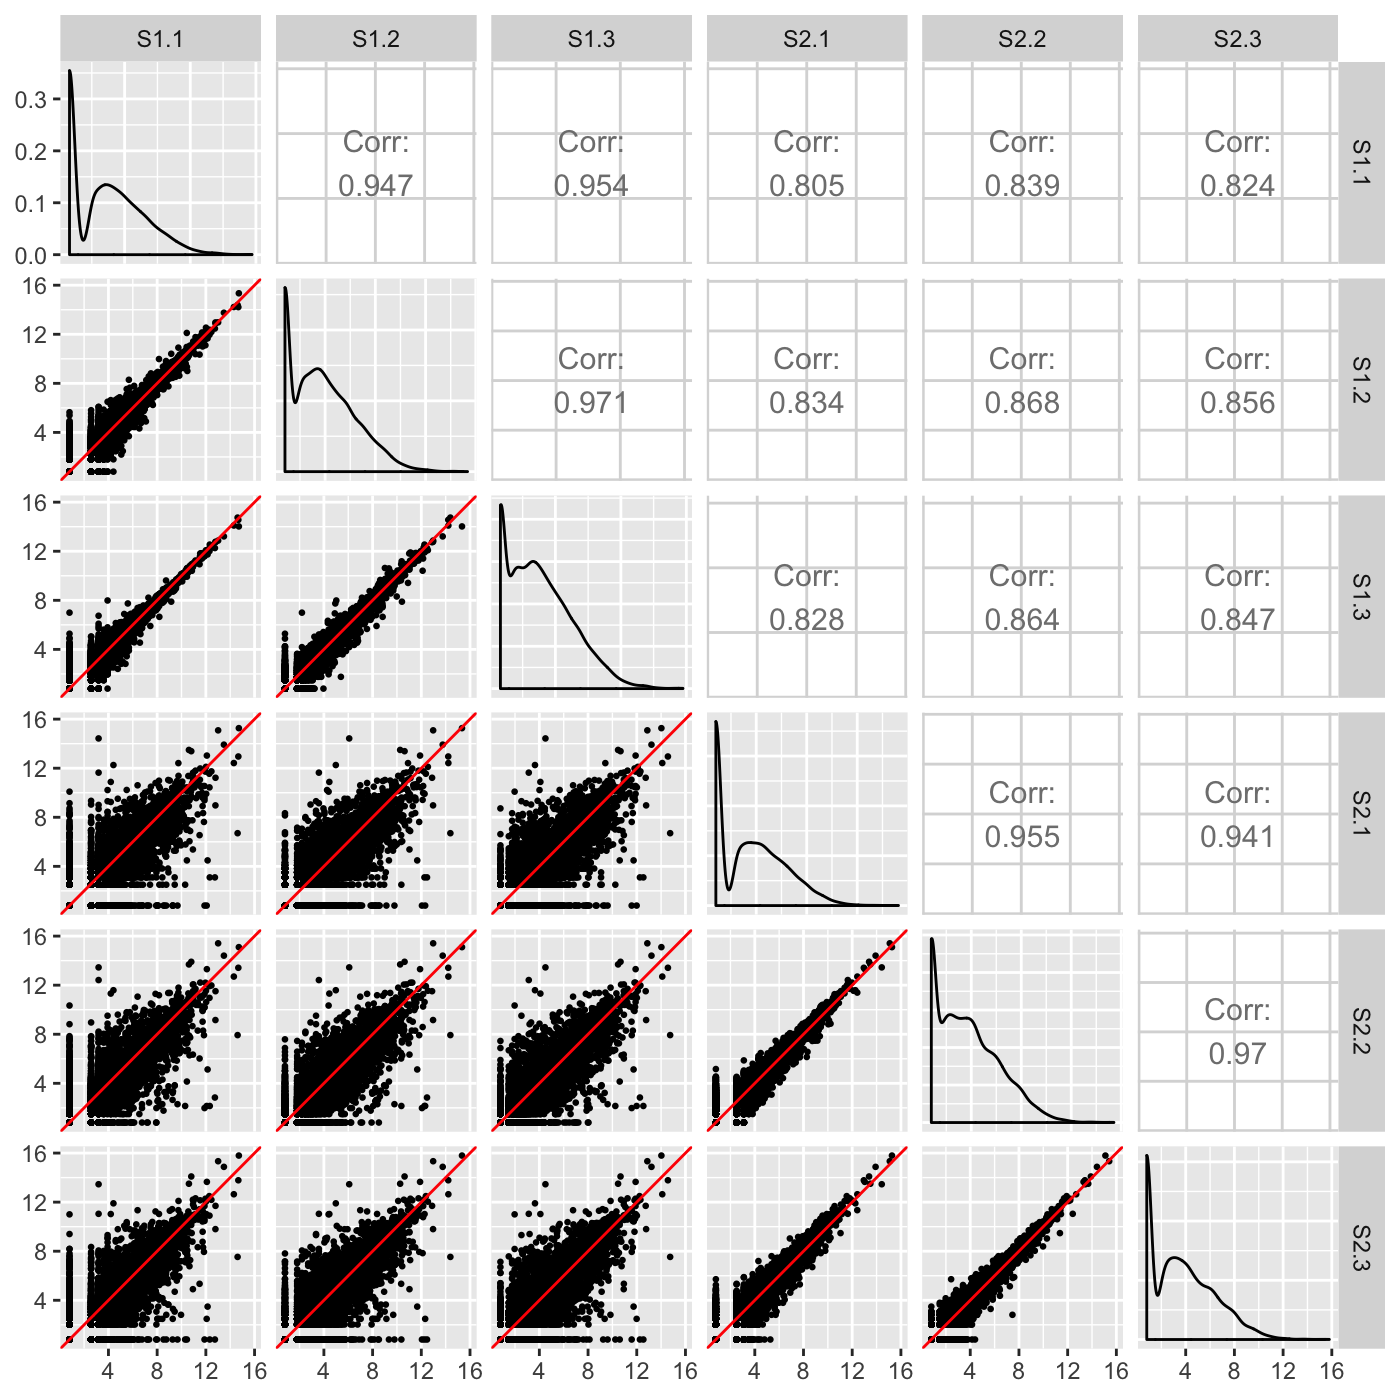 S1.1 S1.2 S1.3 S2.1 S2.2 S2.3
0.3
0.2
0.1
0.0
Corr:
0.947
Corr:
0.954
Corr:
0.805
Corr:
0.839
Corr:
0.824
S1.1
16
12
8
4
Corr:
0.971
Corr:
0.834
Corr:
0.868
Corr:
0.856
S1.2
16
12
8
4
Corr:
0.828
Corr:
0.864
Corr:
0.847
S1.3
16
12
8
4
Corr:
0.955
Corr:
0.941
S2.1
16
12
8
4
Corr:
0.97
S2.2
16
12
8
4
S2.3
4 8 12 16 4 8 12 16 4 8 12 16 4 8 12 16 4 8 12 16 4 8 12 16